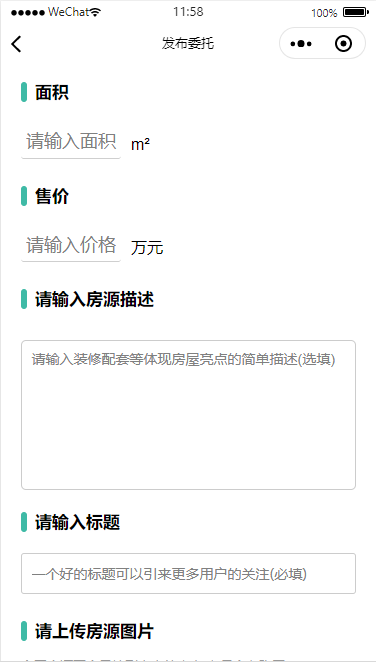 ●●●●● WeChat 11:58 100%
发布委托
面积
请输入面积 m²
售价
请输入价格 万元
请输入房源描述
请输入装修配套等体现房屋亮点的简单描述(选填)
请输入标题
一个好的标题可以引来更多用户的关注(必填)
请上传房源图片